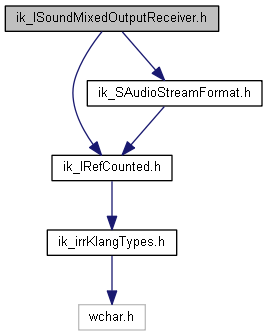 ik_ISoundMixedOutputReceiver.h
ik_SAudioStreamFormat.h
ik_IRefCounted.h
ik_irrKlangTypes.h
wchar.h